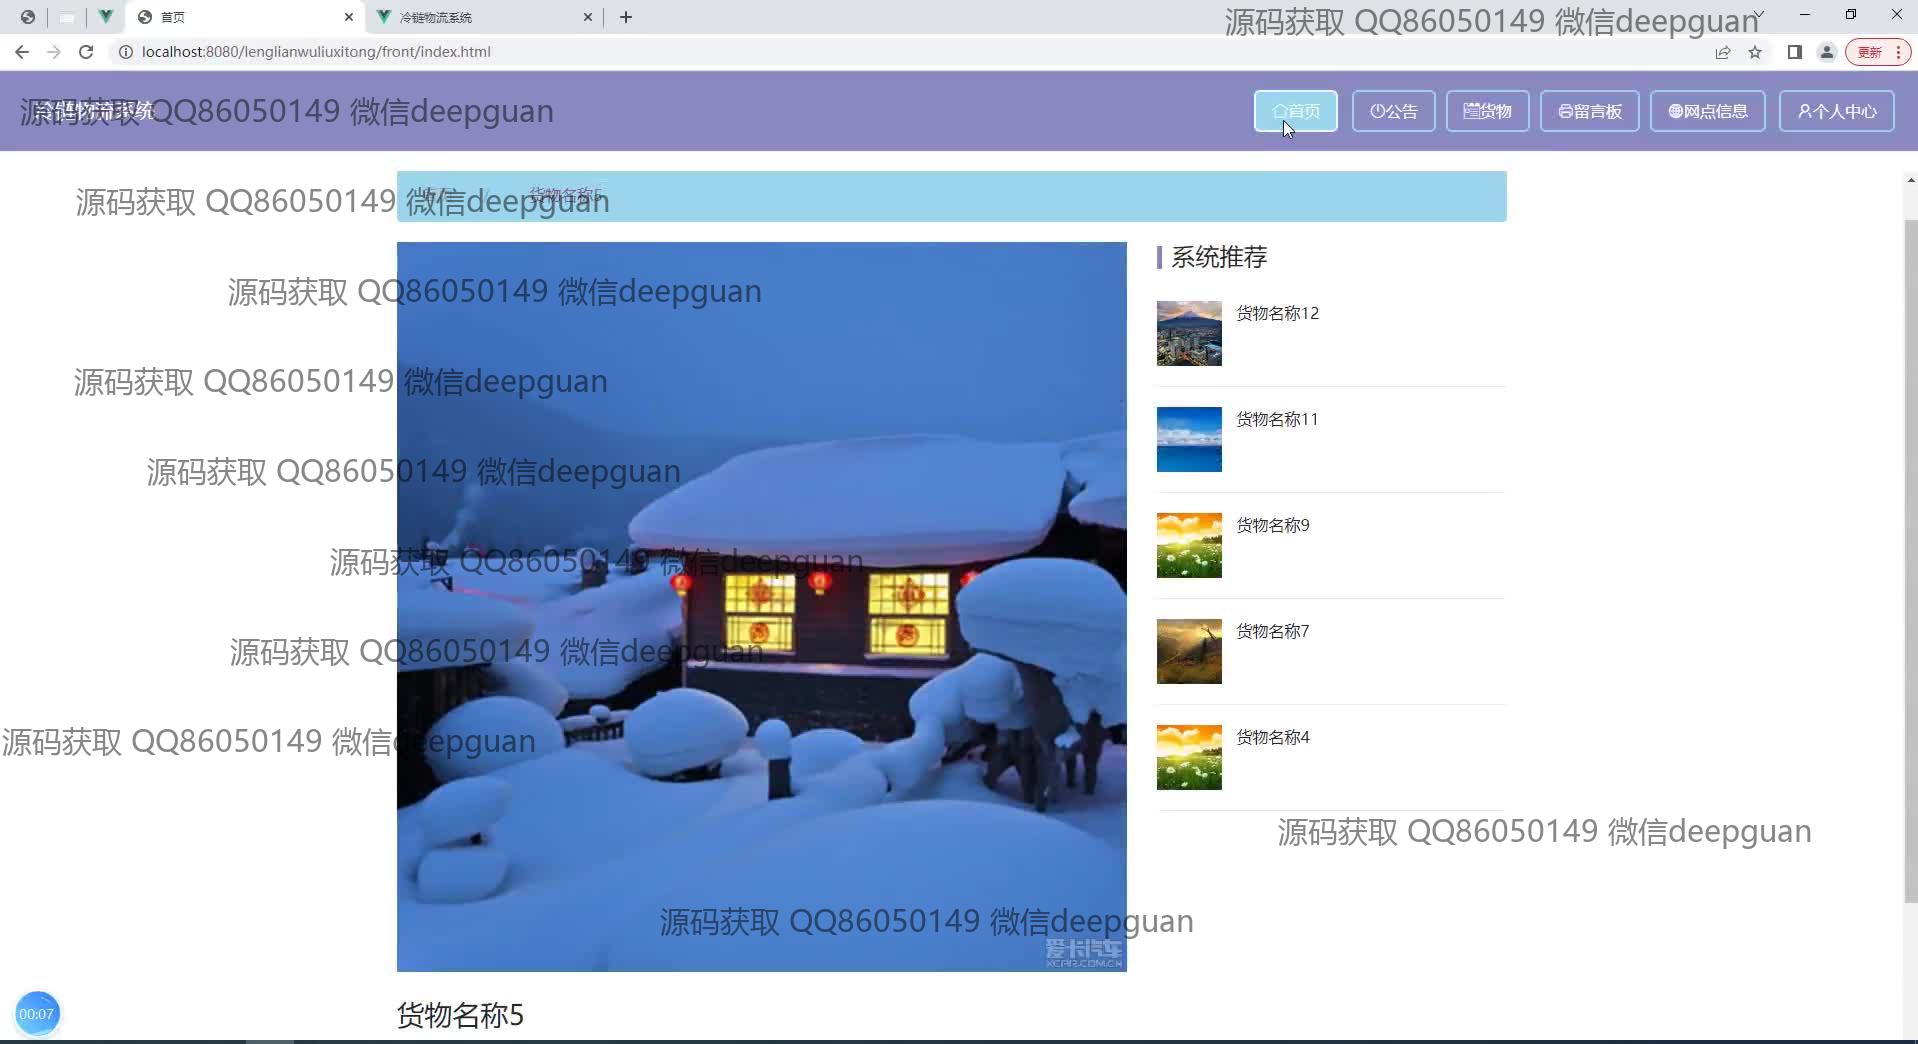 首页
冷链物流系统
源码获取 QQ86050149 微信deepguan
localhost:8080/lenglianwuliuxitong/front/index.html
更新
冷链物流系统
源码获取 QQ86050149 微信deepguan
首页
公告
货物
留言板
网点信息
个人中心
货物名称5
源码获取 QQ86050149 微信deepguan
系统推荐
源码获取 QQ86050149 微信deepguan
货物名称12
源码获取 QQ86050149 微信deepguan
货物名称11
源码获取 QQ86050149 微信deepguan
货物名称9
源码获取 QQ86050149 微信deepguan
货物名称7
源码获取 QQ86050149 微信deepguan
货物名称4
源码获取 QQ86050149 微信deepguan
源码获取 QQ86050149 微信deepguan
源码获取 QQ86050149 微信deepguan
爱卡汽车
XCAR.COM.CN
货物名称5
00:07